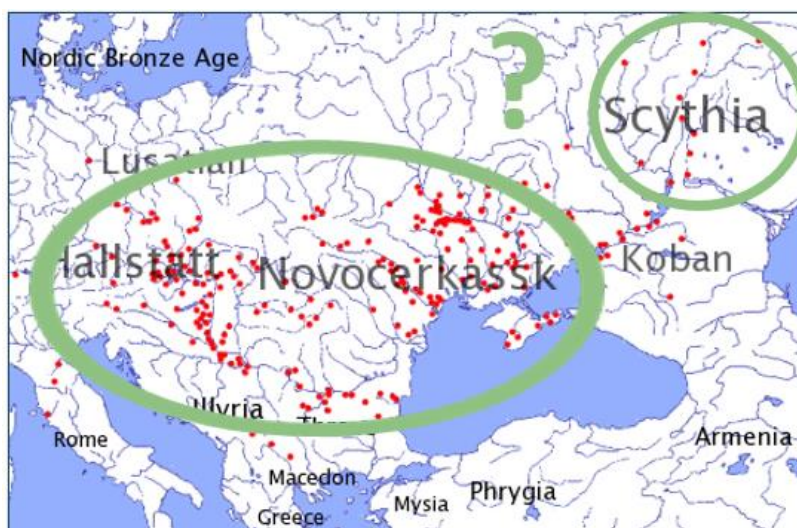 Nordic Bronze Age
?
Scythia
Lusatian
Hallstatt
Novocerkassk
Koban
Illyria
Rome
Armenia
Macedon
Phrygia
Mysia
Greece